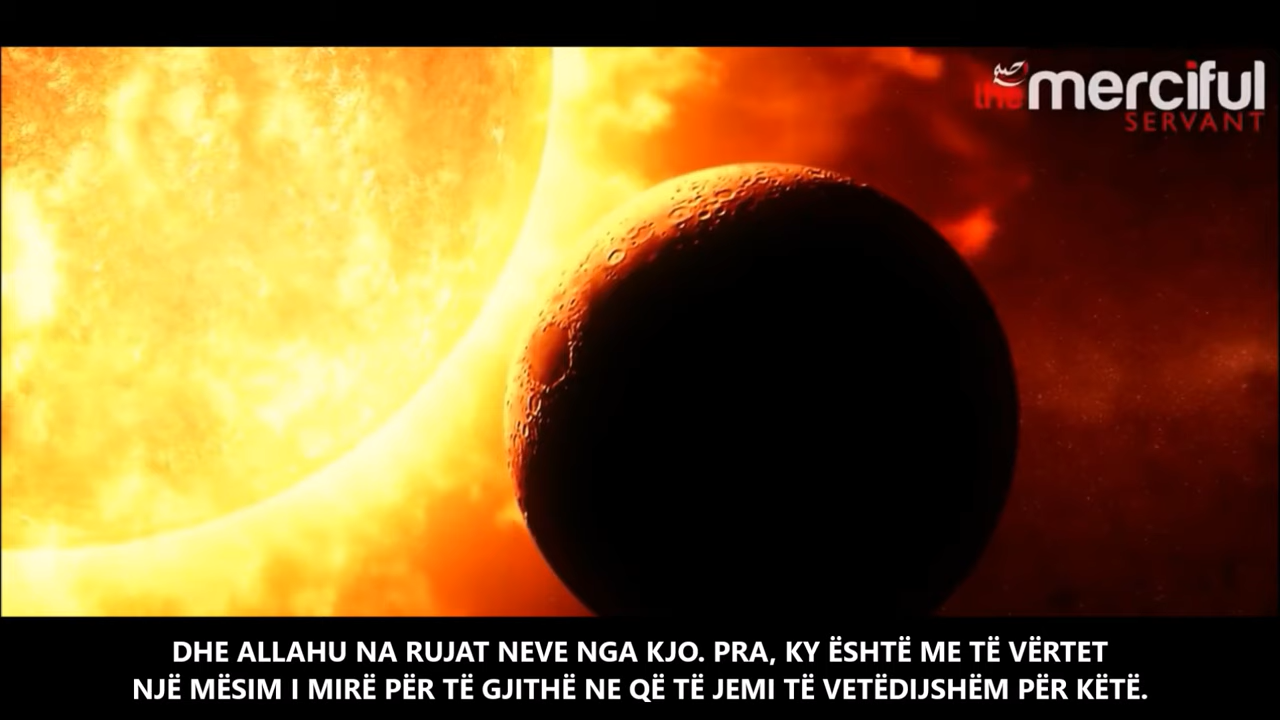 the merciful
SERVANT
DHE ALLAHU NA RUJAT NEVE NGA KJO. PRA, KY ËSHTË ME TË VËRTET
NJË MËSIM I MIRË PËR TË GJITHË NE QË TË JEMI TË VETËDIJSHËM PËR KËTË.